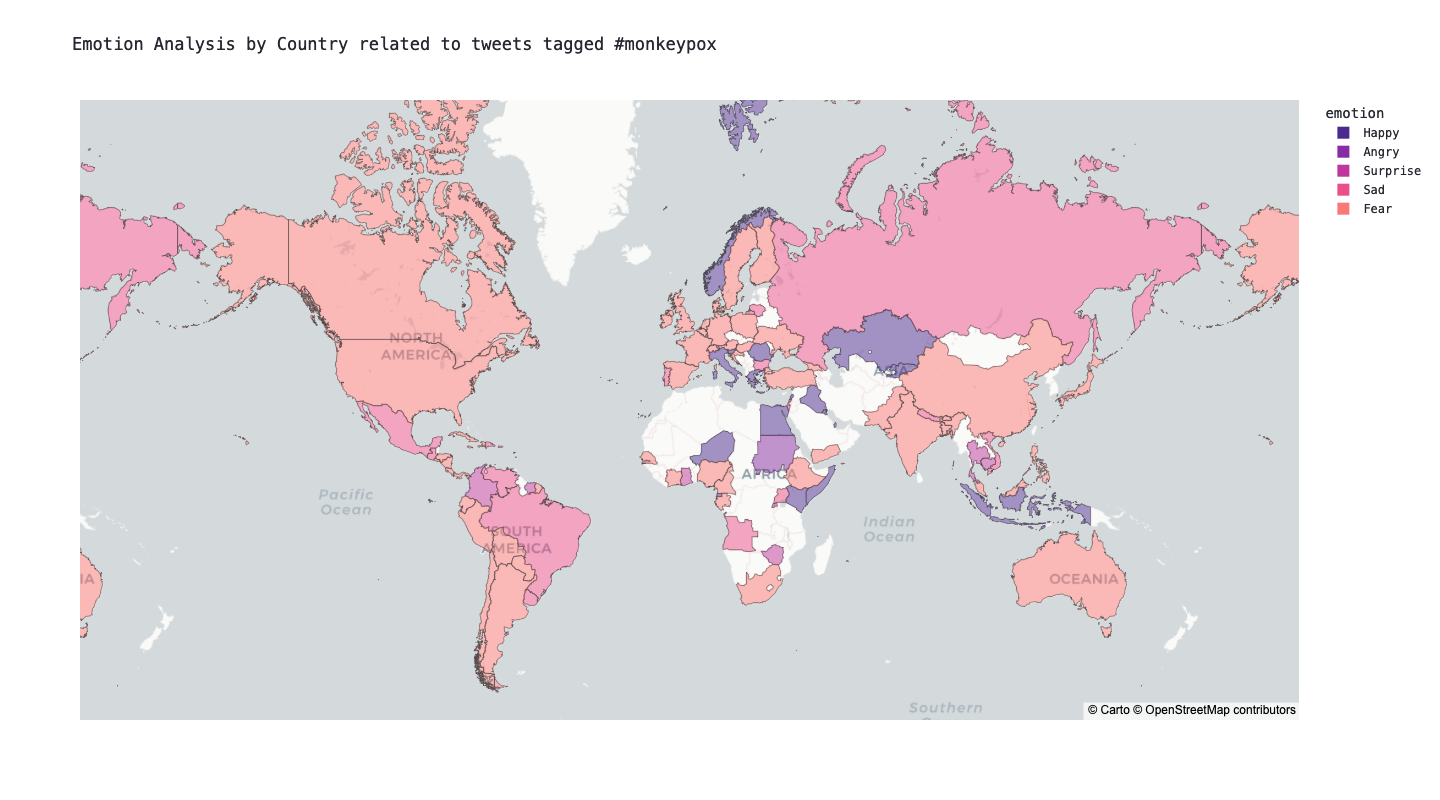 Emotion Analysis by Country related to tweets tagged #monkeypox
emotion
Happy
Angry
Surprise
Sad
Fear
NORTH
AMERICA
ASIA
AFRICA
Pacific
Ocean
SOUTH
AMERICA
Indian
Ocean
IA
OCEANIA
Southern
© Carto © OpenStreetMap contributors